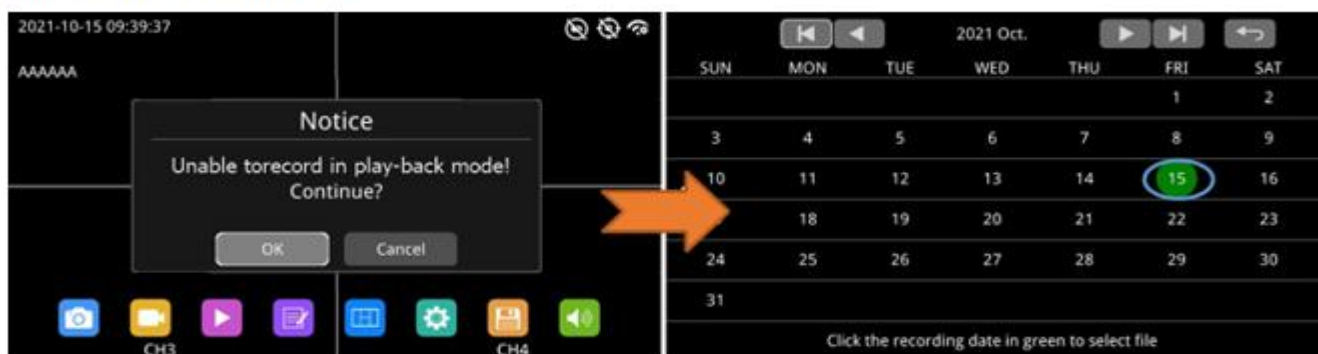 2021-10-15 09:39:37
AAAAAA
Notice
Unable torecord in play-back mode!
Continue?
OK Cancel
CH3 CH4
2021 Oct.
SUN MON TUE WED THU FRI SAT
1 2
3 4 5 6 7 8 9
10 11 12 13 14 15 16
18 19 20 21 22 23
24 25 26 27 28 29 30
31
Click the recording date in green to select file